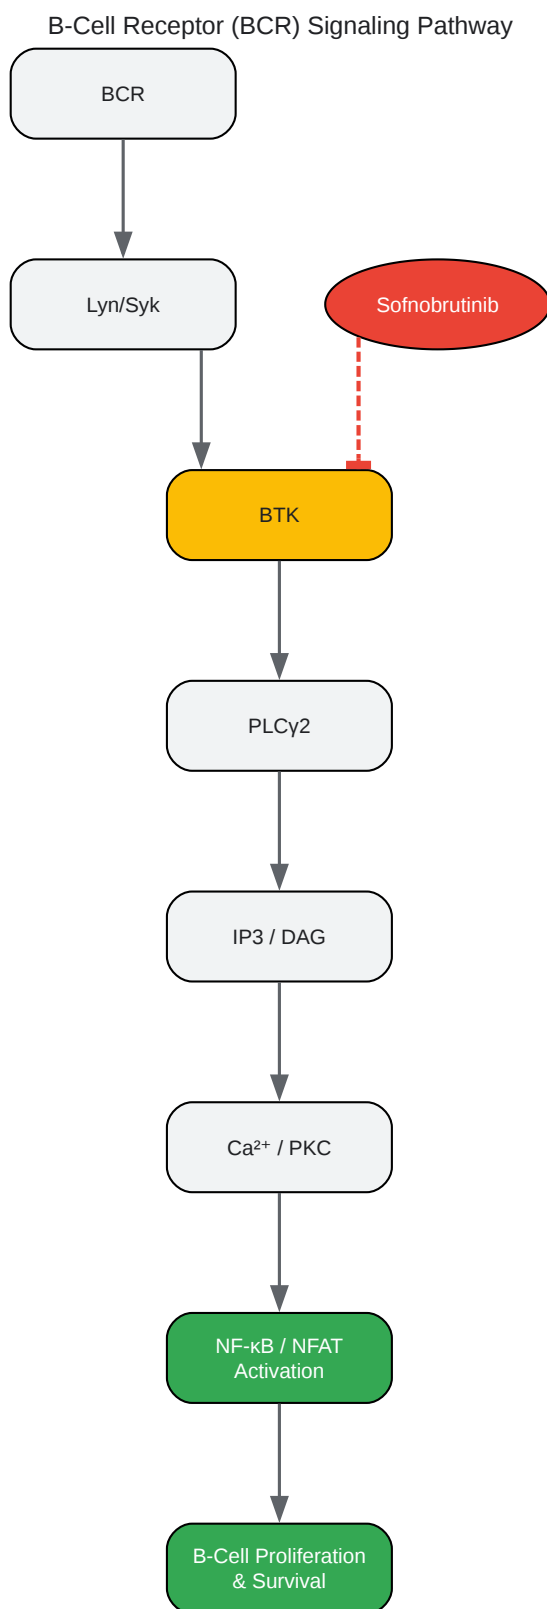 B-Cell Receptor (BCR) Signaling Pathway
BCR
Lyn/Syk
Sofnobrutinib
BTK
PLCγ2
IP3 / DAG
Ca²⁺ / PKC
NF-κB / NFAT
Activation
B-Cell Proliferation
& Survival